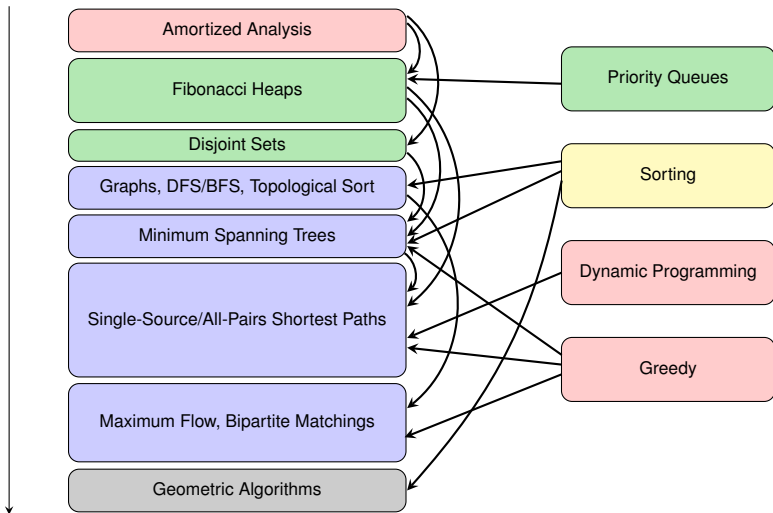 Amortized Analysis
Fibonacci Heaps
Disjoint Sets
Graphs, DFS/BFS, Topological Sort
Minimum Spanning Trees
Single-Source/All-Pairs Shortest Paths
Maximum Flow, Bipartite Matchings
Geometric Algorithms
Priority Queues
Sorting
Dynamic Programming
Greedy